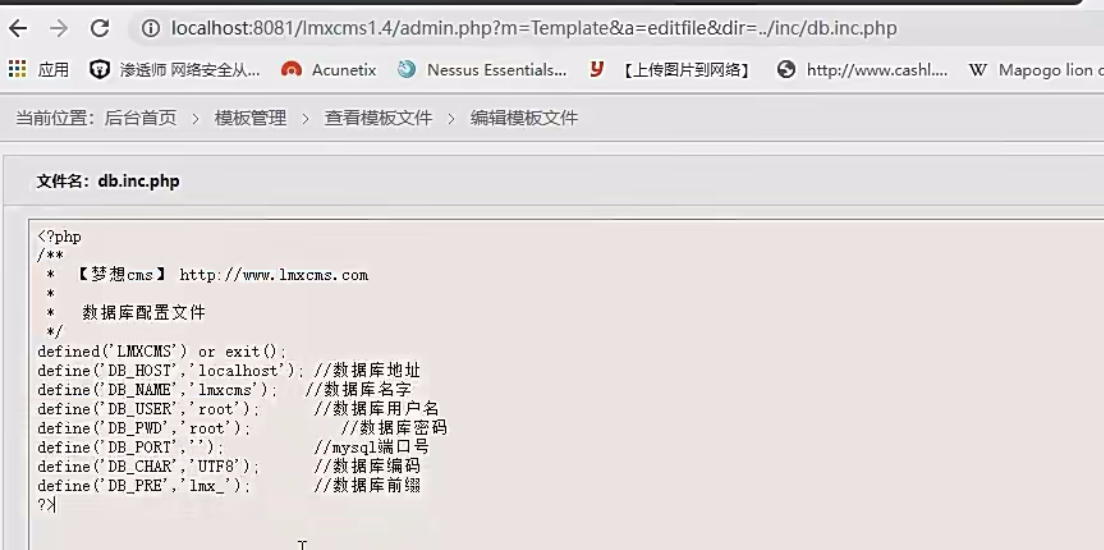 localhost:8081/lmxcms1.4/admin.php?m=Template&a=editfile&dir=../inc/db.inc.php
应用 渗透师 网络安全从... Acunetix Nessus Essentials... 【上传图片到网络】 http://www.cashl.... Mapogo lion c
当前位置: 后台首页 > 模板管理 > 查看模板文件 > 编辑模板文件
文件名: db.inc.php
<?php
/**
 * 【梦想cms】 http://www.lmxcms.com
 *
 * 数据库配置文件
 */
defined('LMXCMS') or exit();
define('DB_HOST','localhost'); //数据库地址
define('DB_NAME','lmxcms'); //数据库名字
define('DB_USER','root'); //数据库用户名
define('DB_PWD','root'); //数据库密码
define('DB_PORT',''); //mysql端口号
define('DB_CHAR','UTF8'); //数据库编码
define('DB_PRE','lmx_'); //数据库前缀
?>